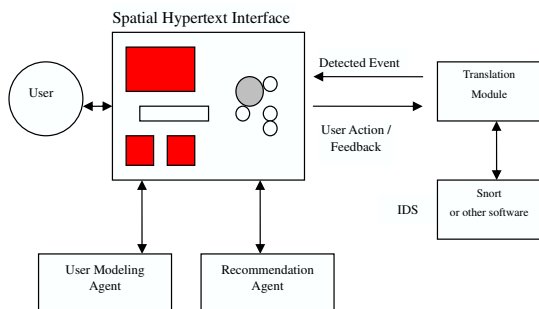 Spatial Hypertext Interface
User
Detected Event
User Action /
Feedback
Translation
Module
IDS
Snort
or other software
User Modeling
Agent
Recommendation
Agent